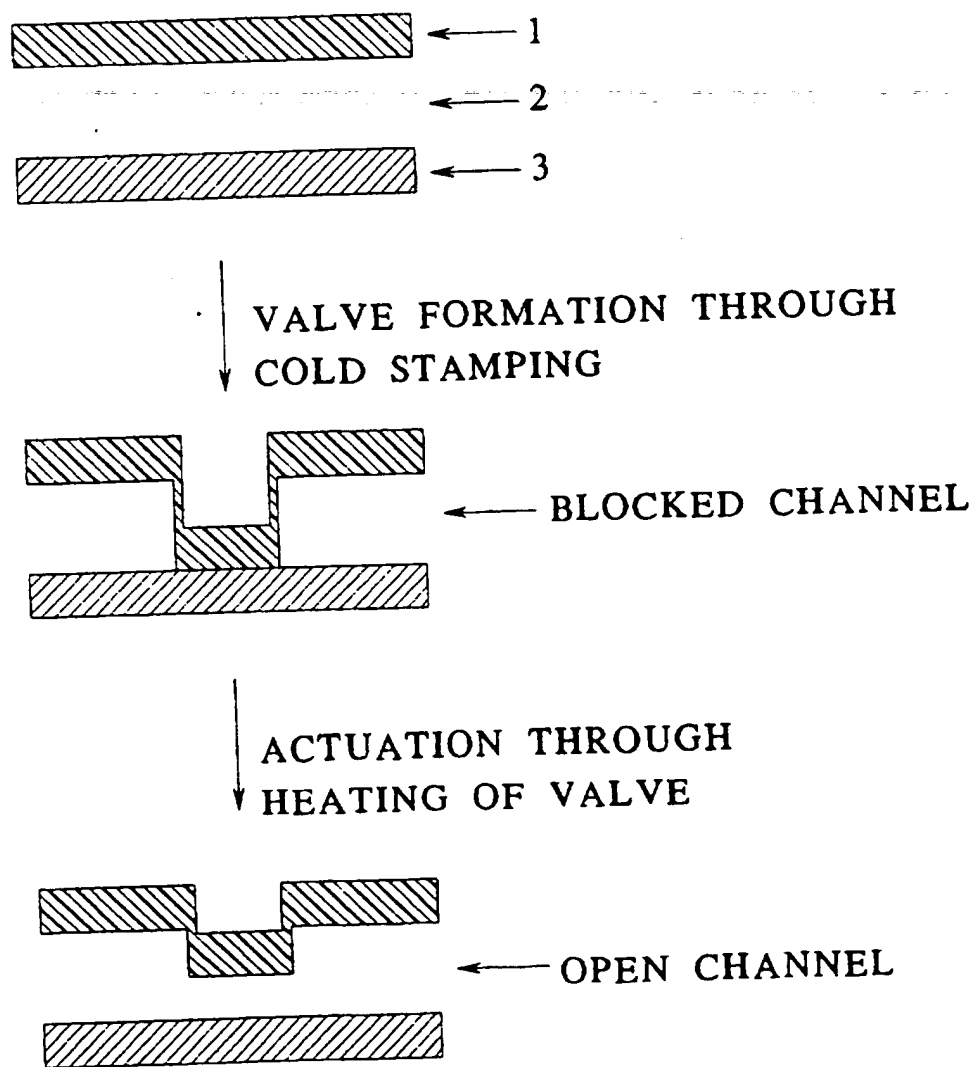 1
2
3
VALVE FORMATION THROUGH
COLD STAMPING
BLOCKED CHANNEL
ACTUATION THROUGH
HEATING OF VALVE
OPEN CHANNEL